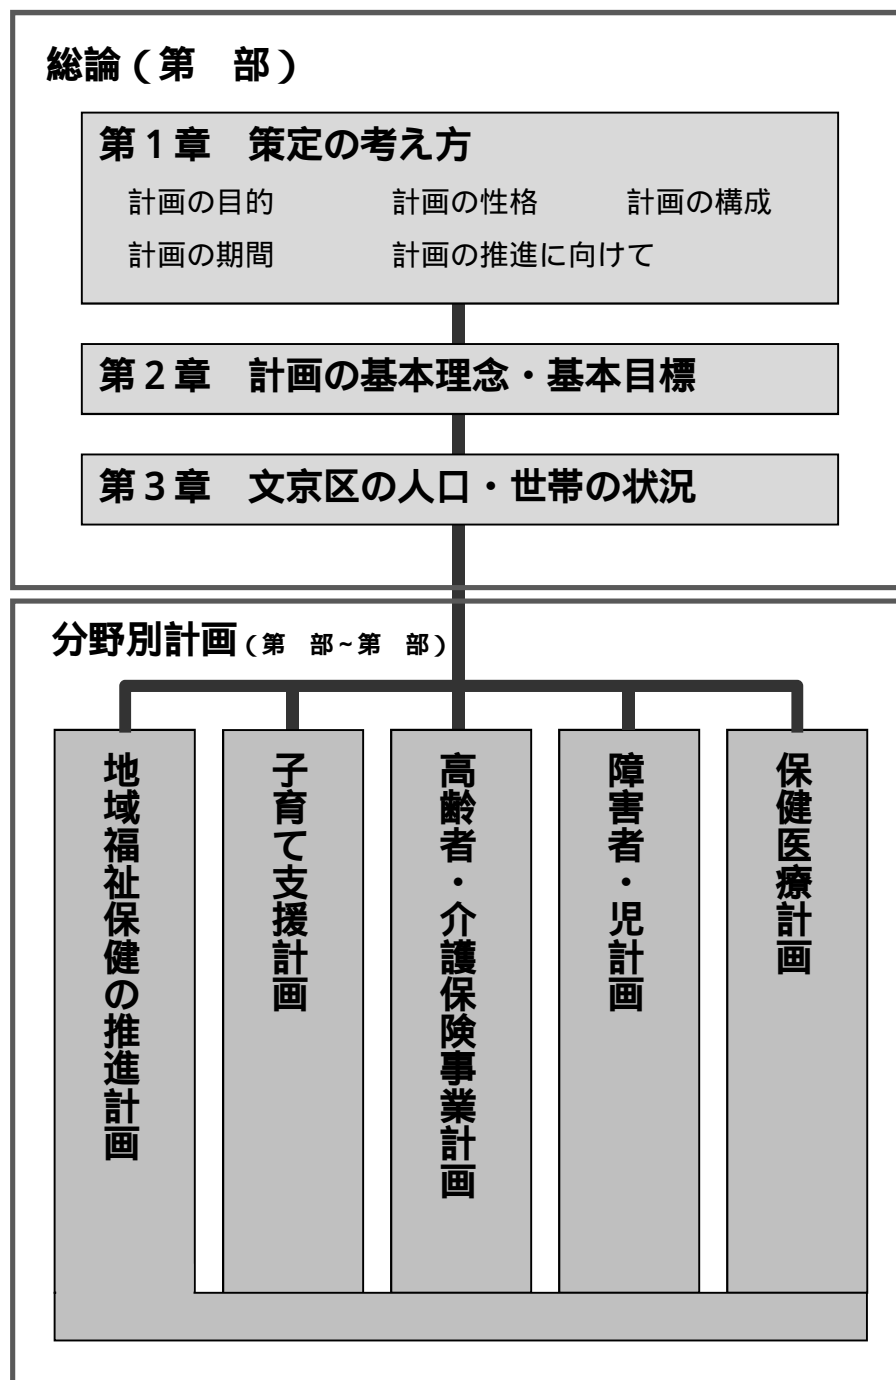 総論(第　部)
第1章　策定の考え方
計画の目的　計画の性格　計画の構成
計画の期間　計画の推進に向けて
第2章　計画の基本理念・基本目標
第3章　文京区の人口・世帯の状況
分野別計画(第　部~第　部)
地域福祉保健の推進計画
子育て支援計画
高齢者・介護保険事業計画
障害者・児計画
保健医療計画